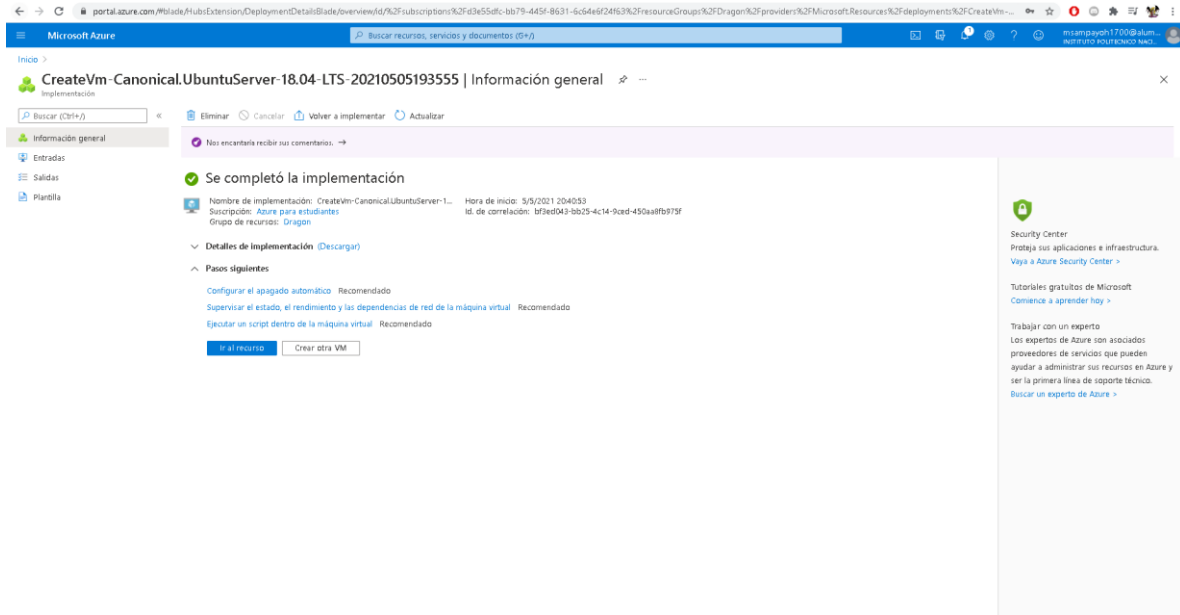 portal.azure.com/#blade/HubsExtension/DeploymentDetailsBlade/overview/id/%2Fsubscriptions%2Fd3e55dfc-bb79-445f-8631-6c64e6f24f63%2FresourceGroups%2FDragon%2Fproviders%2FMicrosoft.Resources%2Fdeployments%2FCreateVm-...
Microsoft Azure
Buscar recursos, servicios y documentos (G+/)
msampayoh1700@alum...
INSTITUTO POLITECNICO NACI...
Inicio >
CreateVm-Canonical.UbuntuServer-18.04-LTS-20210505193555 | Información general
Implementación
Buscar (Ctrl+/)
Eliminar Cancelar Volver a implementar Actualizar
Información general
Entradas
Salidas
Plantilla
Nos encantaría recibir sus comentarios. →
Se completó la implementación
Nombre de implementación: CreateVm-Canonical.UbuntuServer-1... Hora de inicio: 5/5/2021 20:40:53
Suscripción: Azure para estudiantes Id. de correlación: bf3ed043-bb25-4c14-9ced-450aa8fb975f
Grupo de recursos: Dragon
Detalles de implementación (Descargar)
Pasos siguientes
Configurar el apagado automático Recomendado
Supervisar el estado, el rendimiento y las dependencias de red de la máquina virtual Recomendado
Ejecutar un script dentro de la máquina virtual Recomendado
Ir al recurso Crear otra VM
Security Center
Proteja sus aplicaciones e infraestructura.
Vaya a Azure Security Center >
Tutoriales gratuitos de Microsoft
Comience a aprender hoy >
Trabajar con un experto
Los expertos de Azure son asociados
proveedores de servicios que pueden
ayudar a administrar sus recursos en Azure y
ser la primera línea de soporte técnico.
Buscar un experto de Azure >